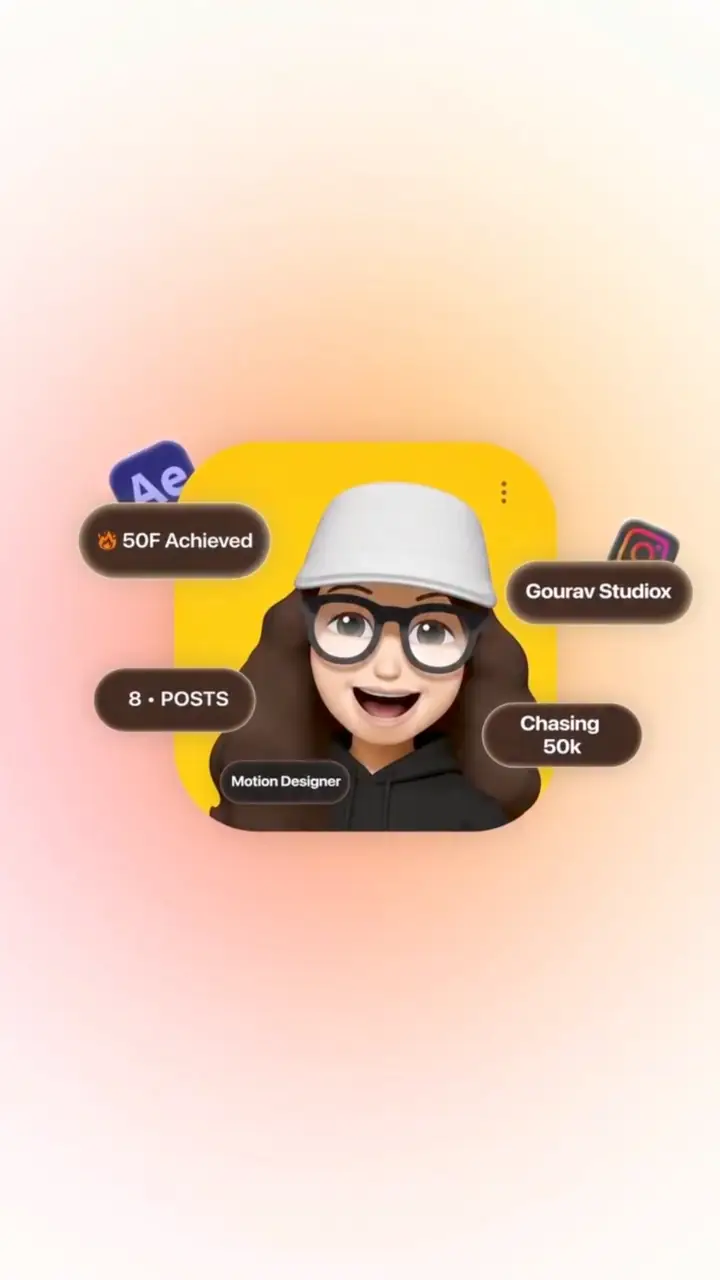 Ae
🔥 50F Achieved
Gourav Studiox
8 • POSTS
Chasing
50k
Motion Designer